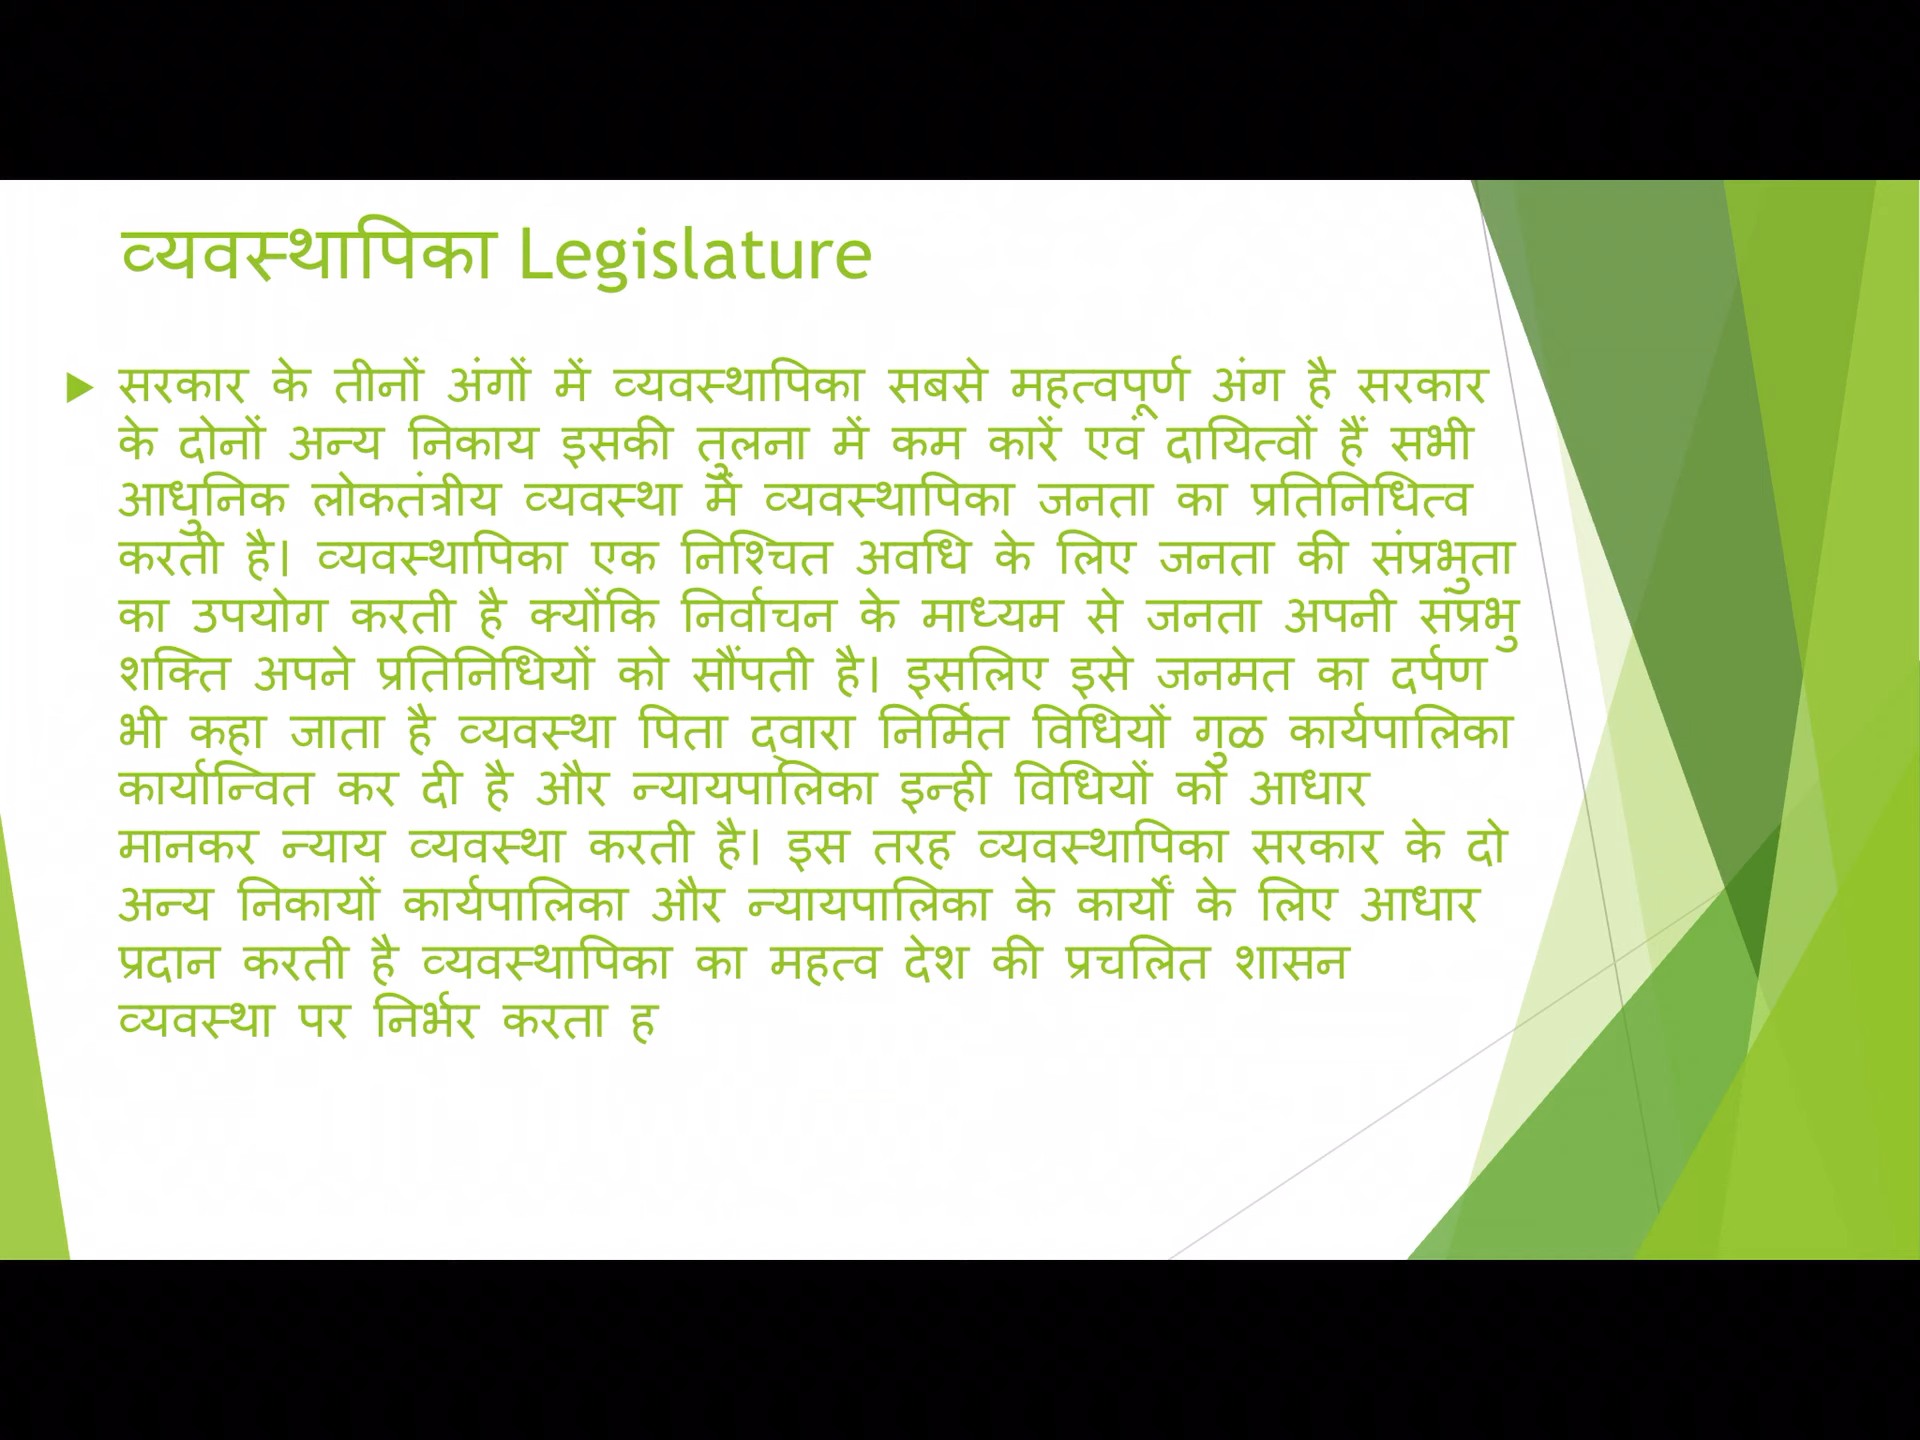 व्यवस्थापिका Legislature
सरकार के तीनों अंगों में व्यवस्थापिका सबसे महत्वपूर्ण अंग है सरकार
के दोनों अन्य निकाय इसकी तुलना में कम कारें एवं दायित्वों हैं सभी
आधुनिक लोकतंत्रीय व्यवस्था में व्यवस्थापिका जनता का प्रतिनिधित्व
करती है। व्यवस्थापिका एक निश्चित अवधि के लिए जनता की संप्रभुता
का उपयोग करती है क्योंकि निर्वाचन के माध्यम से जनता अपनी संप्रभु
शक्ति अपने प्रतिनिधियों को सौंपती है। इसलिए इसे जनमत का दर्पण
भी कहा जाता है व्यवस्था पिता द्वारा निर्मित विधियों गुळ कार्यपालिका
कार्यान्वित कर दी है और न्यायपालिका इन्ही विधियों को आधार
मानकर न्याय व्यवस्था करती है। इस तरह व्यवस्थापिका सरकार के दो
अन्य निकायों कार्यपालिका और न्यायपालिका के कार्यों के लिए आधार
प्रदान करती है व्यवस्थापिका का महत्व देश की प्रचलित शासन
व्यवस्था पर निर्भर करता ह